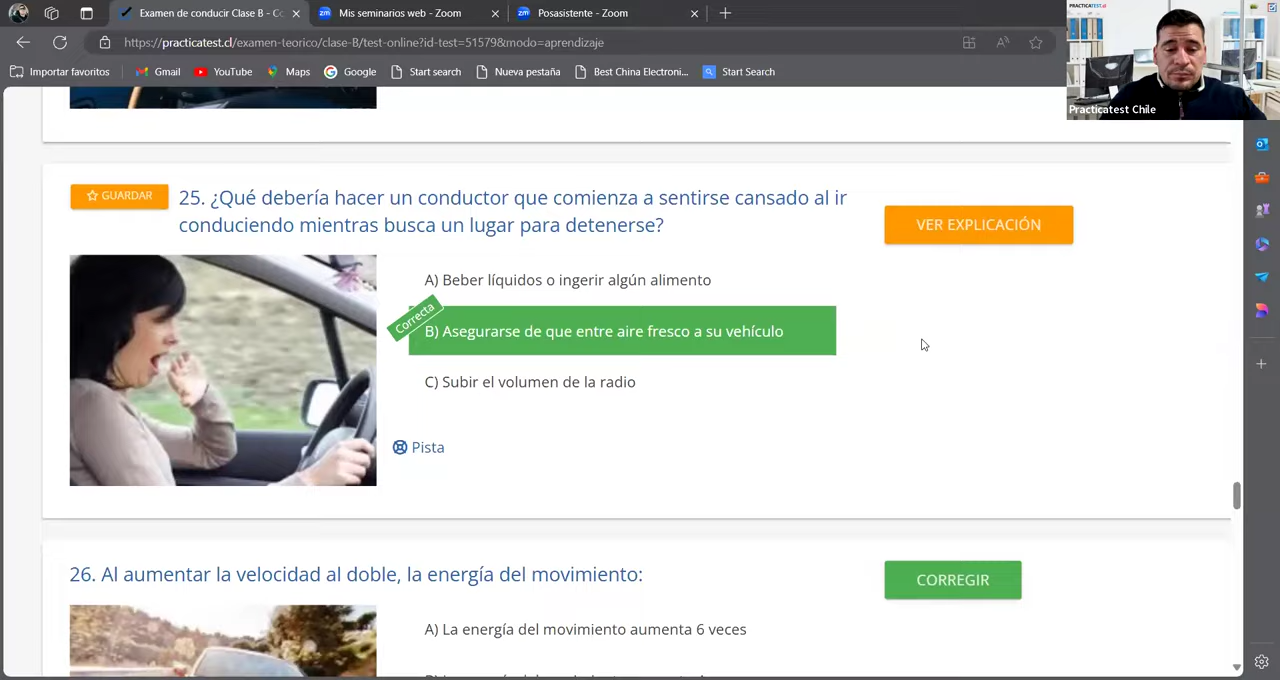 Examen de conducir Clase B - Co
Mis seminarios web - Zoom
Posasistente - Zoom
https://practicatest.cl/examen-teorico/clase-B/test-online?id-test=51579&modo=aprendizaje
Importar favoritos
Gmail
YouTube
Maps
Google
Start search
Nueva pestaña
Best China Electroni...
Start Search
PRACTICATEST.cl
Practicatest Chile
GUARDAR
25. ¿Qué debería hacer un conductor que comienza a sentirse cansado al ir
conduciendo mientras busca un lugar para detenerse?
VER EXPLICACIÓN
A) Beber líquidos o ingerir algún alimento
Correcta
B) Asegurarse de que entre aire fresco a su vehículo
C) Subir el volumen de la radio
Pista
26. Al aumentar la velocidad al doble, la energía del movimiento:
CORREGIR
A) La energía del movimiento aumenta 6 veces